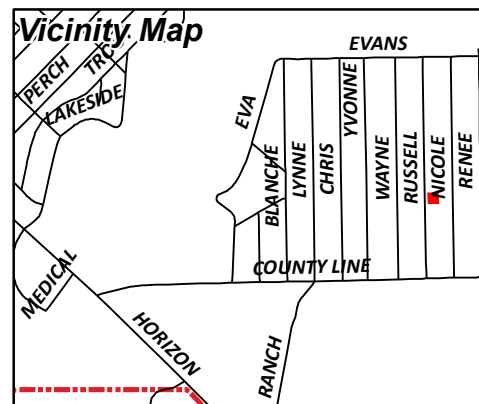 Vicinity Map
PERCH
LAKESIDE
EVANS
EVA
BLANCHE
LYNNE
CHRIS
YVONNE
WAYNE
RUSSELL
NICOLE
RENEE
COUNTY LINE
MEDICAL
HORIZON
RANCH